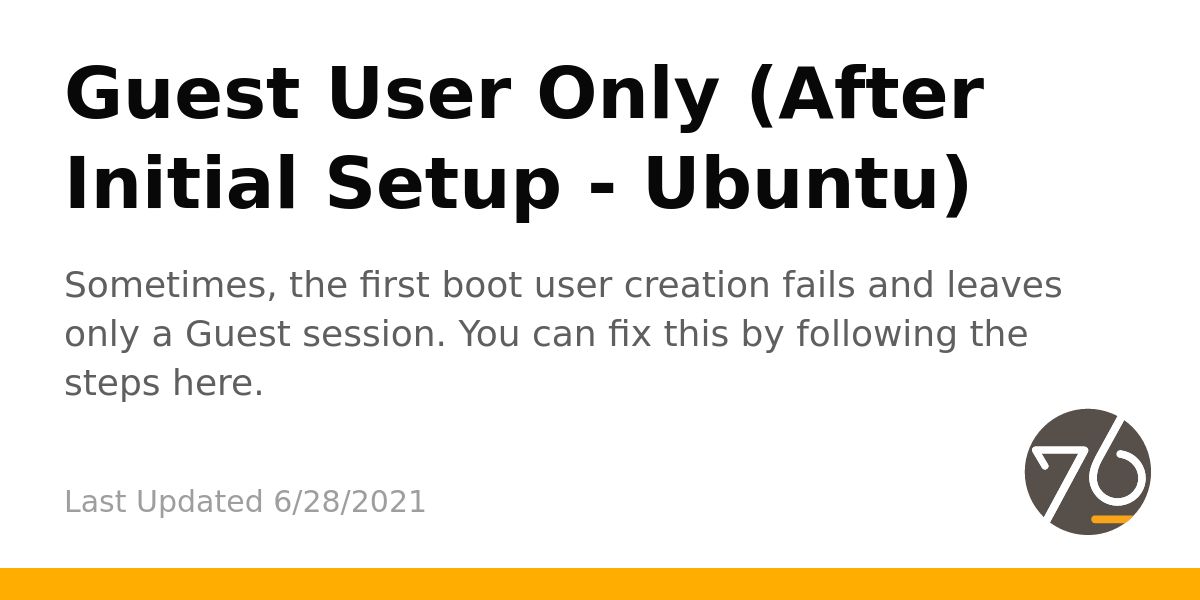 Guest User Only (After
Initial Setup - Ubuntu)
Sometimes, the first boot user creation fails and leaves
only a Guest session. You can fix this by following the
steps here.
Last Updated 6/28/2021
76